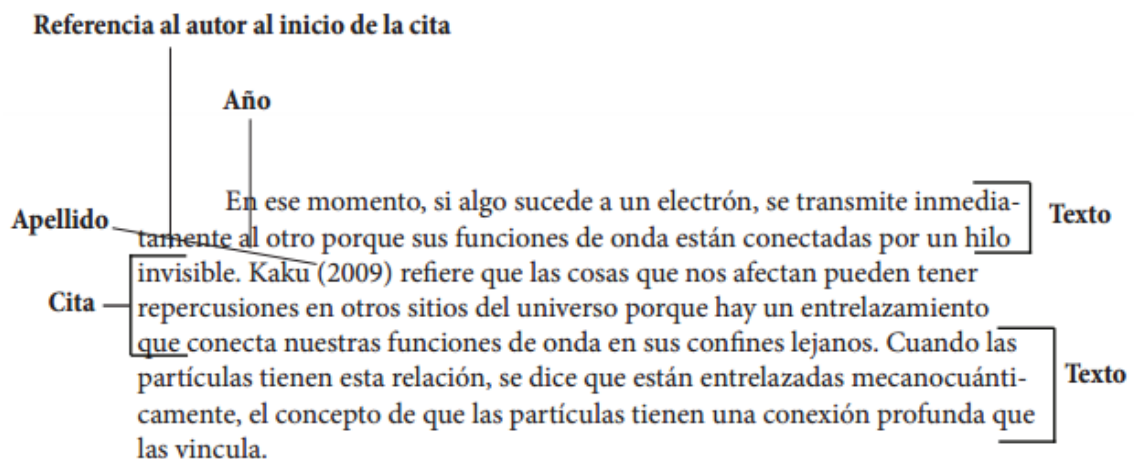 Referencia al autor al inicio de la cita
Año
En ese momento, si algo sucede a un electrón, se transmite inmedia-
Apellido
Texto
tamente al otro porque sus funciones de onda están conectadas por un hilo
invisible. Kaku (2009) refiere que las cosas que nos afectan pueden tener
Cita
repercusiones en otros sitios del universo porque hay un entrelazamiento
que conecta nuestras funciones de onda en sus confines lejanos. Cuando las
partículas tienen esta relación, se dice que están entrelazadas mecanocuánti-
Texto
camente, el concepto de que las partículas tienen una conexión profunda que
las vincula.